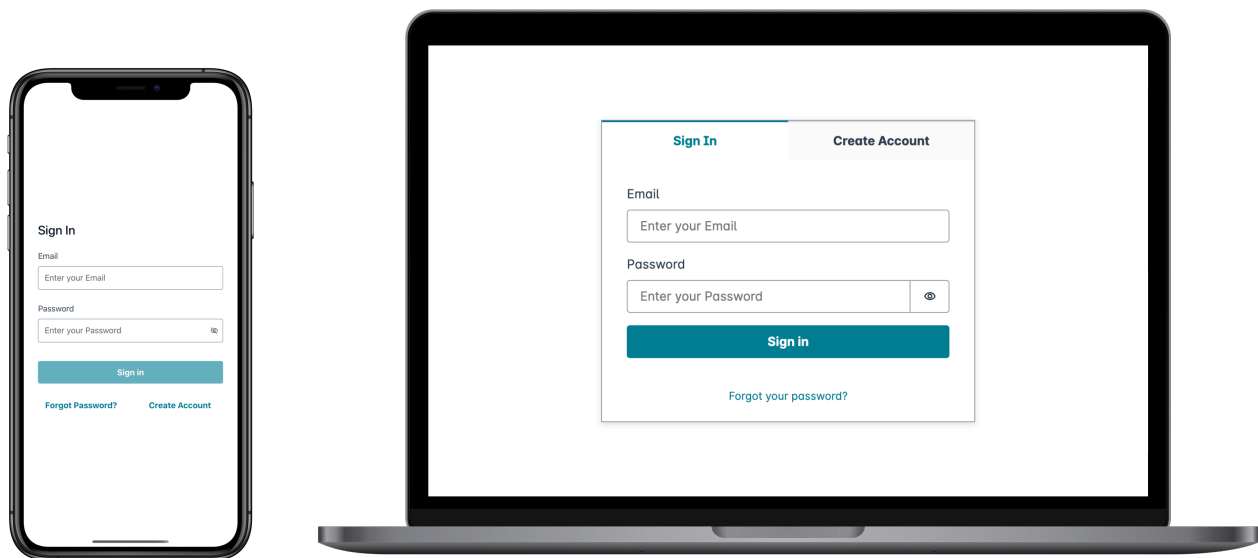 Sign In
Email
Enter your Email
Password
Enter your Password
Sign in
Forgot Password? Create Account
Sign In Create Account
Email
Enter your Email
Password
Enter your Password
Sign in
Forgot your password?